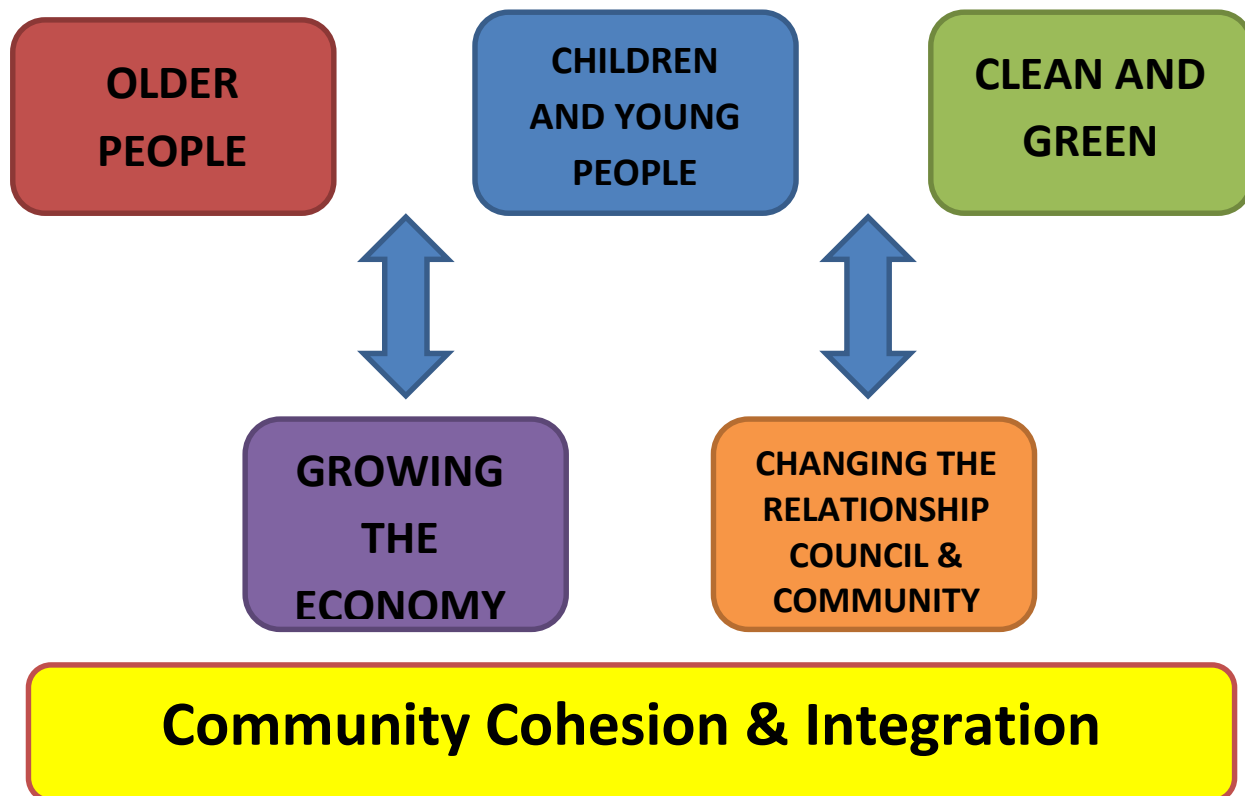 OLDER
PEOPLE
CHILDREN
AND YOUNG
PEOPLE
CLEAN AND
GREEN
GROWING
THE
ECONOMY
CHANGING THE
RELATIONSHIP
COUNCIL &
COMMUNITY
Community Cohesion & Integration